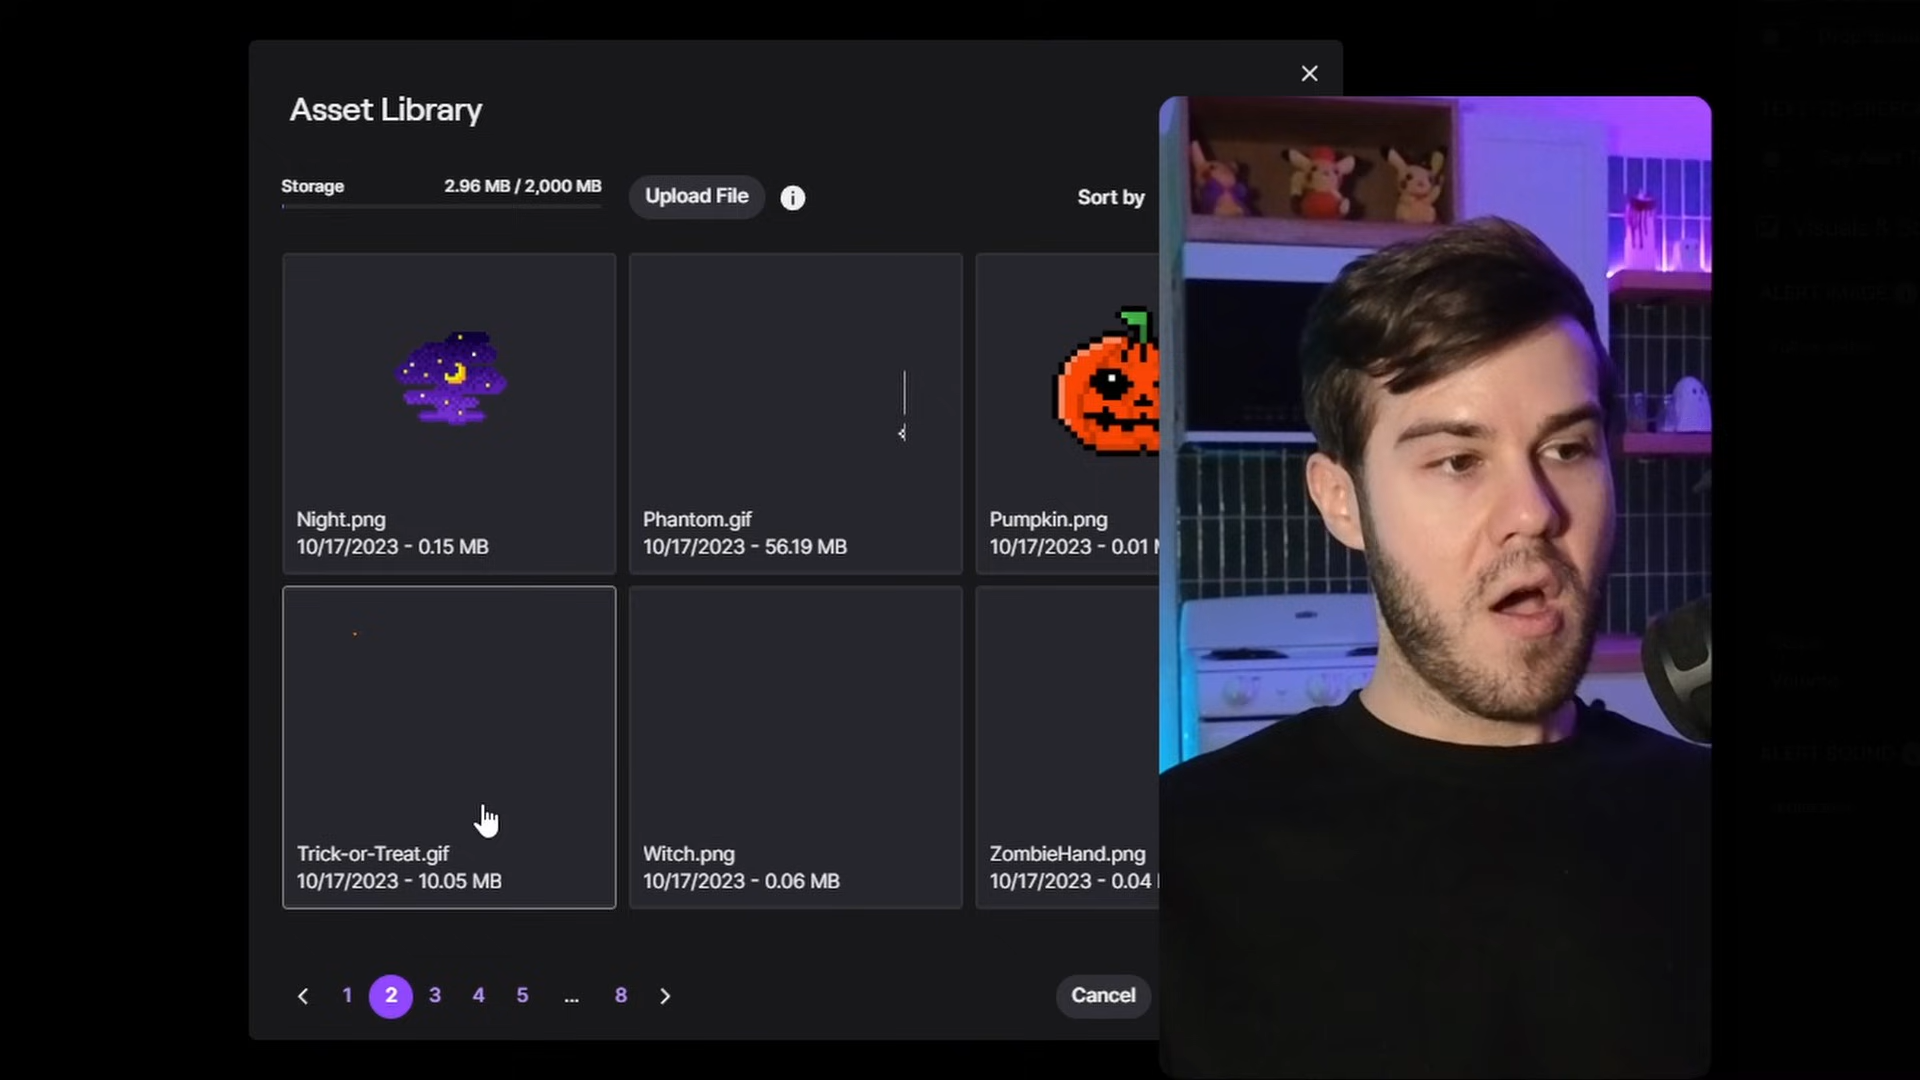 Asset Library
Storage
2.96 MB / 2,000 MB
Upload File
Sort by
Night.png
10/17/2023 - 0.15 MB
Phantom.gif
10/17/2023 - 56.19 MB
Pumpkin.png
10/17/2023 - 0.01
Trick-or-Treat.gif
10/17/2023 - 10.05 MB
Witch.png
10/17/2023 - 0.06 MB
ZombieHand.png
10/17/2023 - 0.04
1 2 3 4 5 ... 8
Cancel